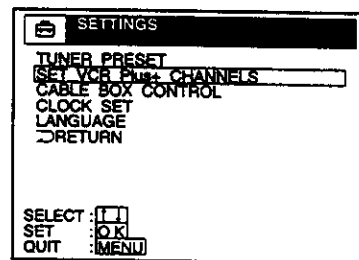 SETTINGS
TUNER PRESET
SET VCR Plus+ CHANNELS
CABLE BOX CONTROL
CLOCK SET
LANGUAGE
RETURN
SELECT : ↑ ↓
SET : OK
QUIT : MENU